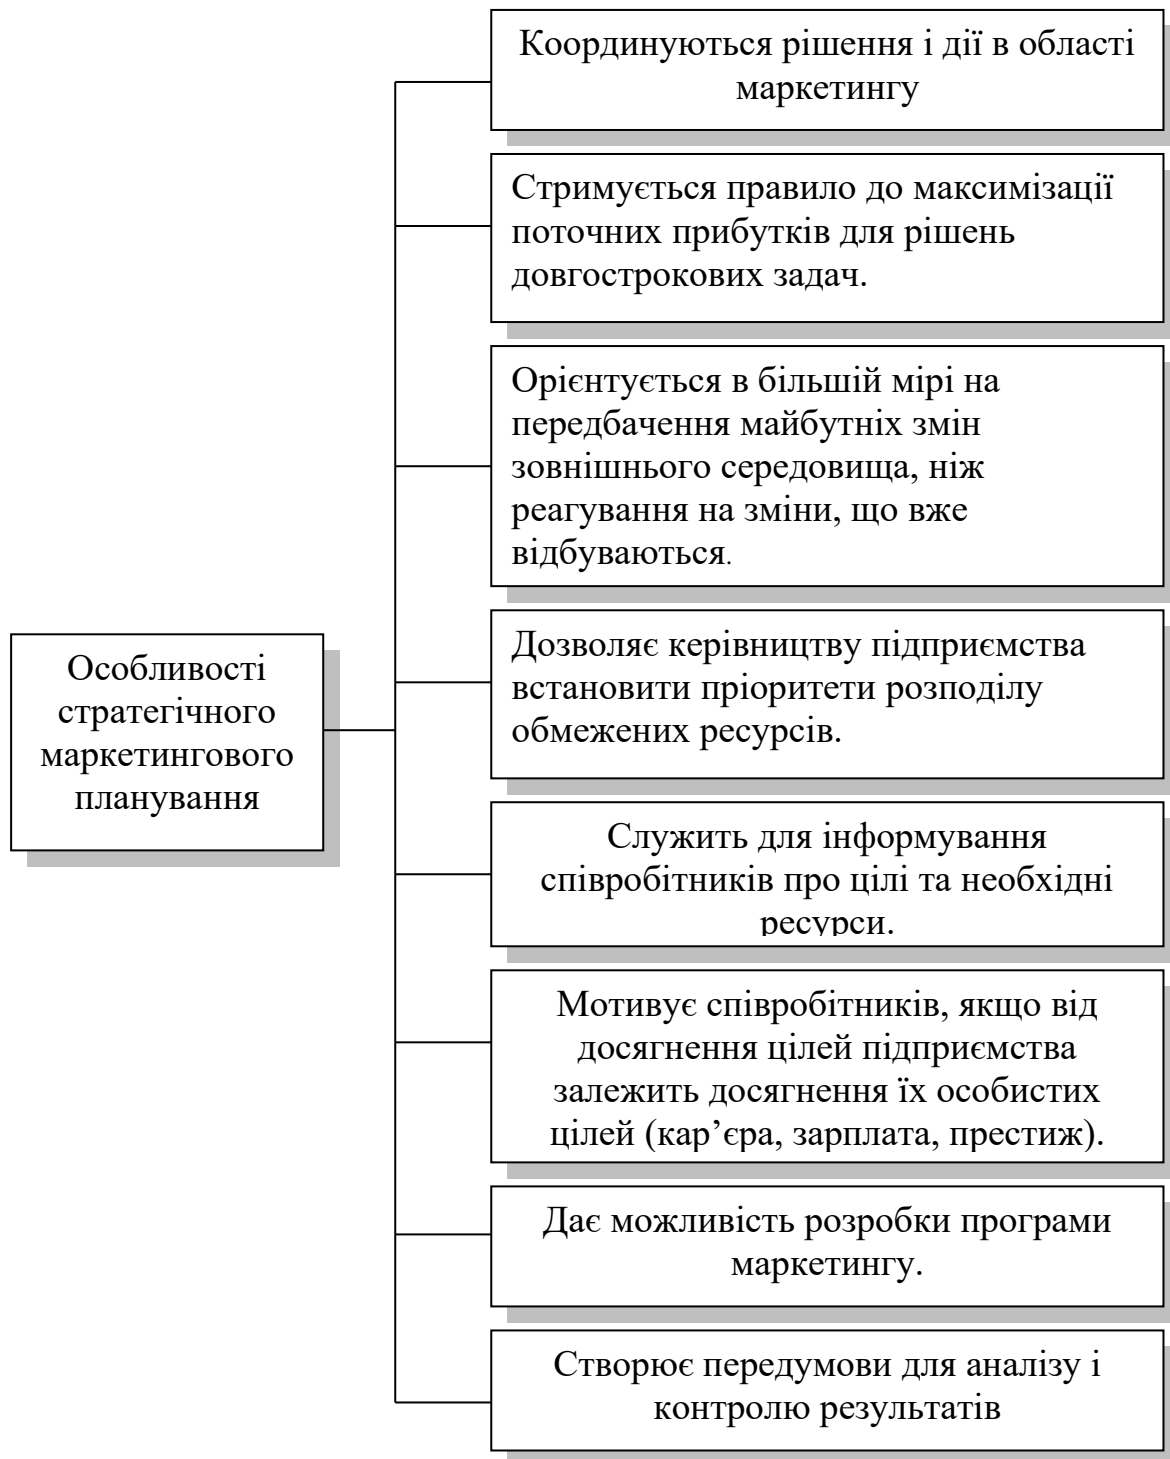 Координуються рішення і дії в області
маркетингу
Стримується правило до максимізації
поточних прибутків для рішень
довгострокових задач.
Орієнтується в більшій мірі на
передбачення майбутніх змін
зовнішнього середовища, ніж
реагування на зміни, що вже
відбуваються.
Особливості
стратегічного
маркетингового
планування
Дозволяє керівництву підприємства
встановити пріоритети розподілу
обмежених ресурсів.
Служить для інформування
співробітників про цілі та необхідні
ресурси.
Мотивує співробітників, якщо від
досягнення цілей підприємства
залежить досягнення їх особистих
цілей (кар’єра, зарплата, престиж).
Дає можливість розробки програми
маркетингу.
Створює передумови для аналізу і
контролю результатів